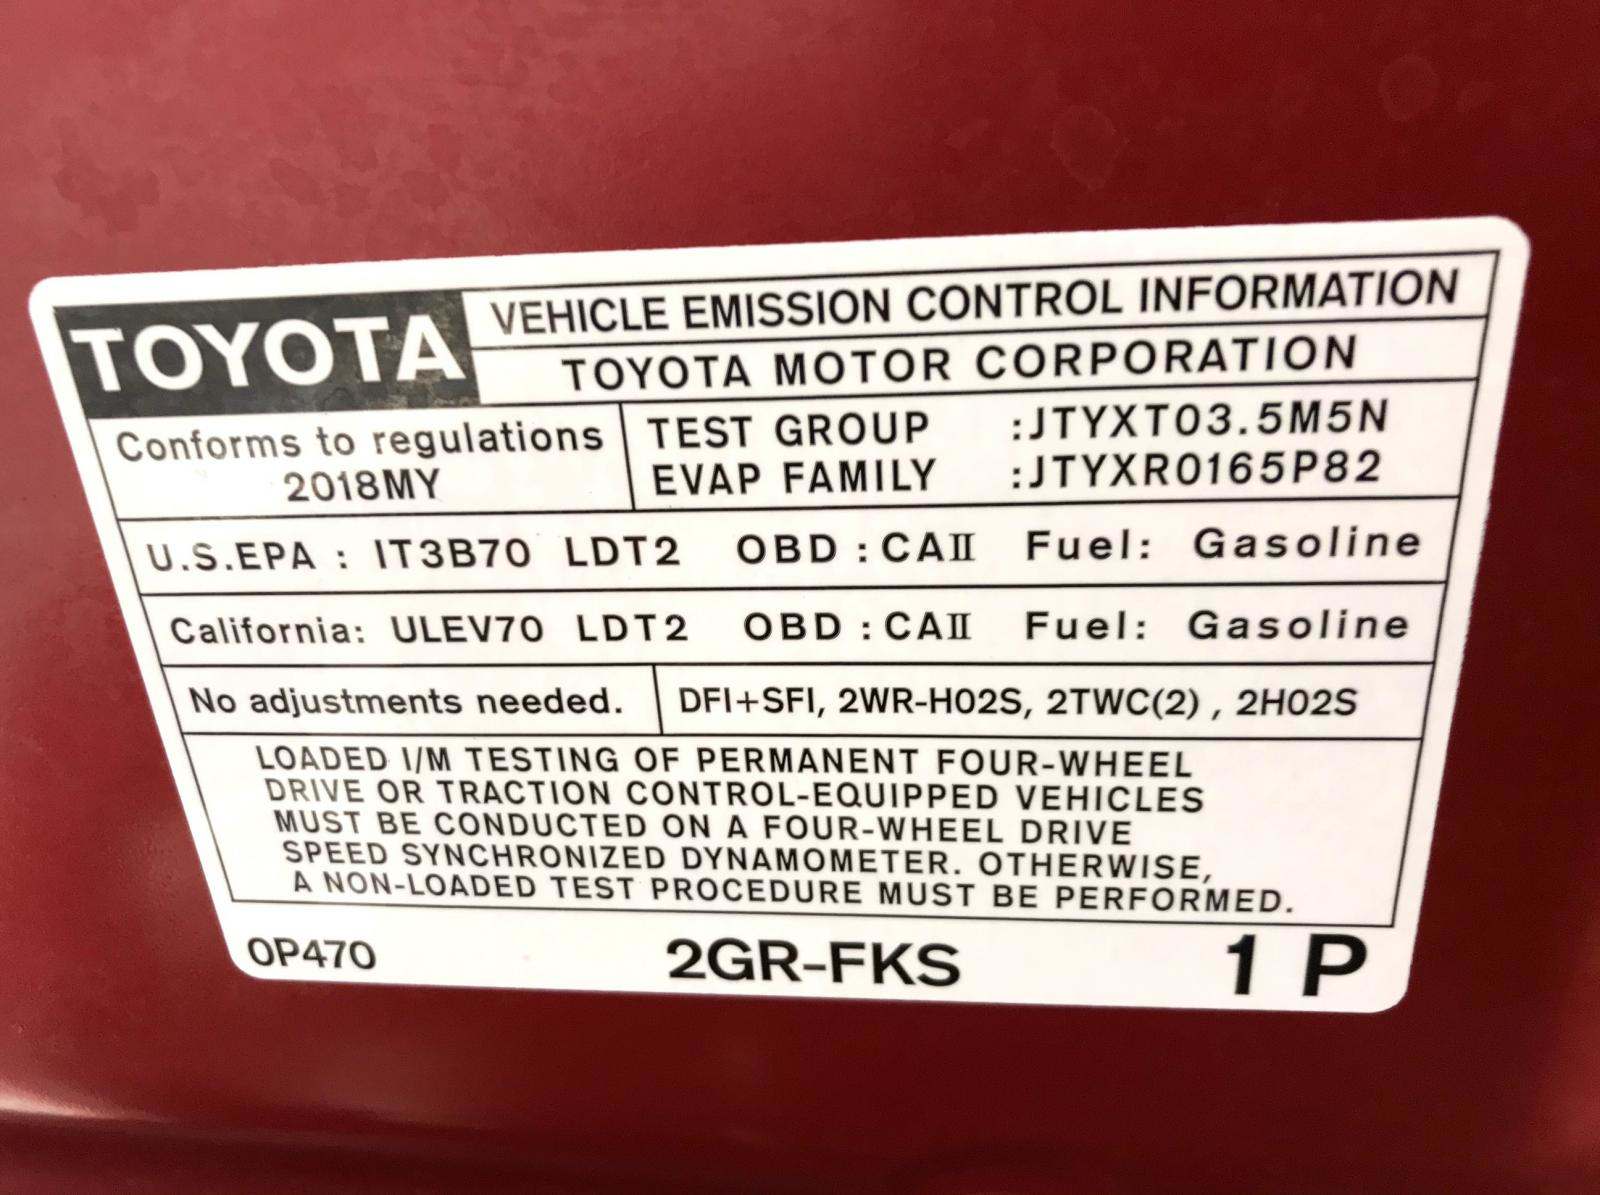 TOYOTA
VEHICLE EMISSION CONTROL INFORMATION
TOYOTA MOTOR CORPORATION
Conforms to regulations
2018MY
TEST GROUP :JTYXT03.5M5N
EVAP FAMILY :JTYXR0165P82
U.S.EPA : IT3B70 LDT2 OBD : CAII Fuel: Gasoline
California: ULEV70 LDT2 OBD : CAII Fuel: Gasoline
No adjustments needed.
DFI+SFI, 2WR-HO2S, 2TWC(2) , 2HO2S
LOADED I/M TESTING OF PERMANENT FOUR-WHEEL
DRIVE OR TRACTION CONTROL-EQUIPPED VEHICLES
MUST BE CONDUCTED ON A FOUR-WHEEL DRIVE
SPEED SYNCHRONIZED DYNAMOMETER. OTHERWISE,
A NON-LOADED TEST PROCEDURE MUST BE PERFORMED.
0P470 2GR-FKS 1 P